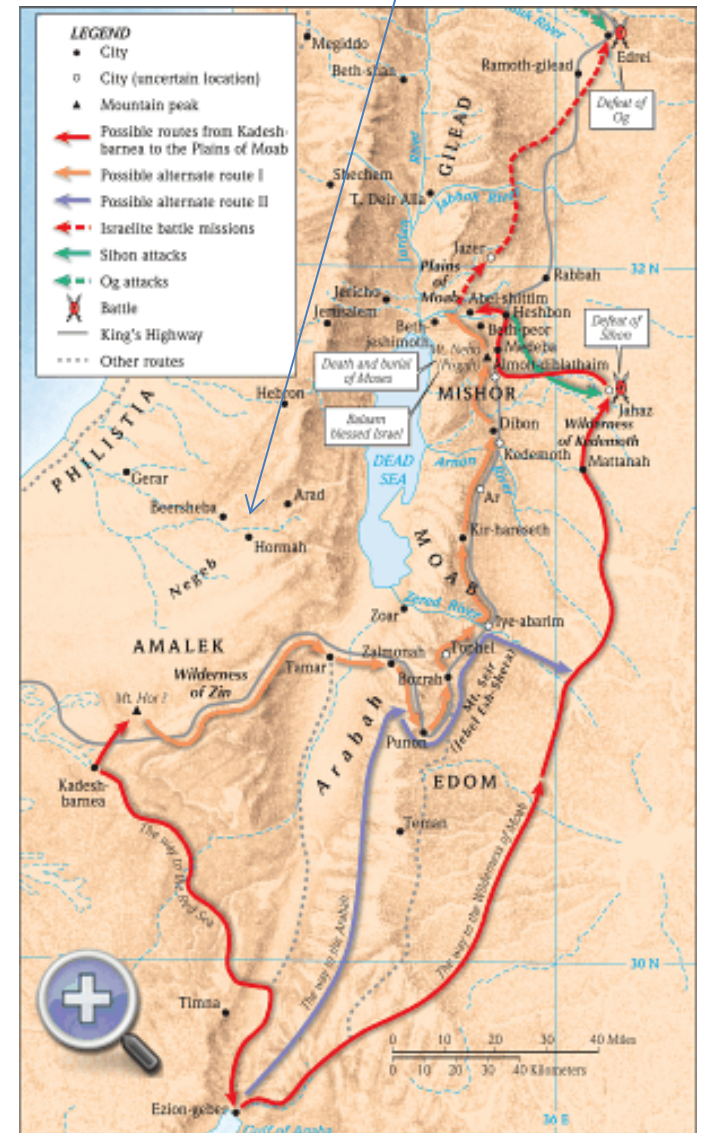 LEGEND
City
City (uncertain location)
Mountain peak
Possible routes from Kadesh-
barnea to the Plains of Moab
Possible alternate route I
Possible alternate route II
Israelite battle missions
Sihon attacks
Og attacks
Battle
King's Highway
Other routes
River
Megiddo
Beth-shan
Ramoth-gilead
Edrei
Defeat of
Og
GILEAD
River
Shechem
T. Deir Alla
Jabbok River
Jordan
Jazer
Plains
of
Moab
32 N
Rabbah
Jericho
Abel-shittim
Heshbon
Jerusalem
Beth-
jeshimoth
Beth-peor
Defeat of
Sihon
Medeba
Mt. Nebo
(Pisgah)
Almon-diblathaim
Death and burial
of Moses
MISHOR
Jahaz
Hebron
Balaam
blessed Israel
Dibon
Wilderness
of Kedemoth
PHILISTIA
Kedemoth
Mattanah
DEAD
SEA
Arnon
River
Gerar
Arad
Ar
Beersheba
Hormah
Kir-hareseth
MOAB
Negeb
Zered River
Zoar
Iye-abarim
AMALEK
Zalmonah
Tophel
Wilderness
of Zin
Tamar
Bozrah
Mt. Seir
(Jebel Esh-Shera)
Mt. Hor?
Arabah
Punon
Kadesh-
barnea
EDOM
Teman
The way to the Red Sea
The way to the Arabah
The way to the Wilderness of Moab
30 N
Timna
0 10 20 40 Miles
0 10 20 30 40 Kilometers
Ezion-geber
36 E
Gulf of Aqaba